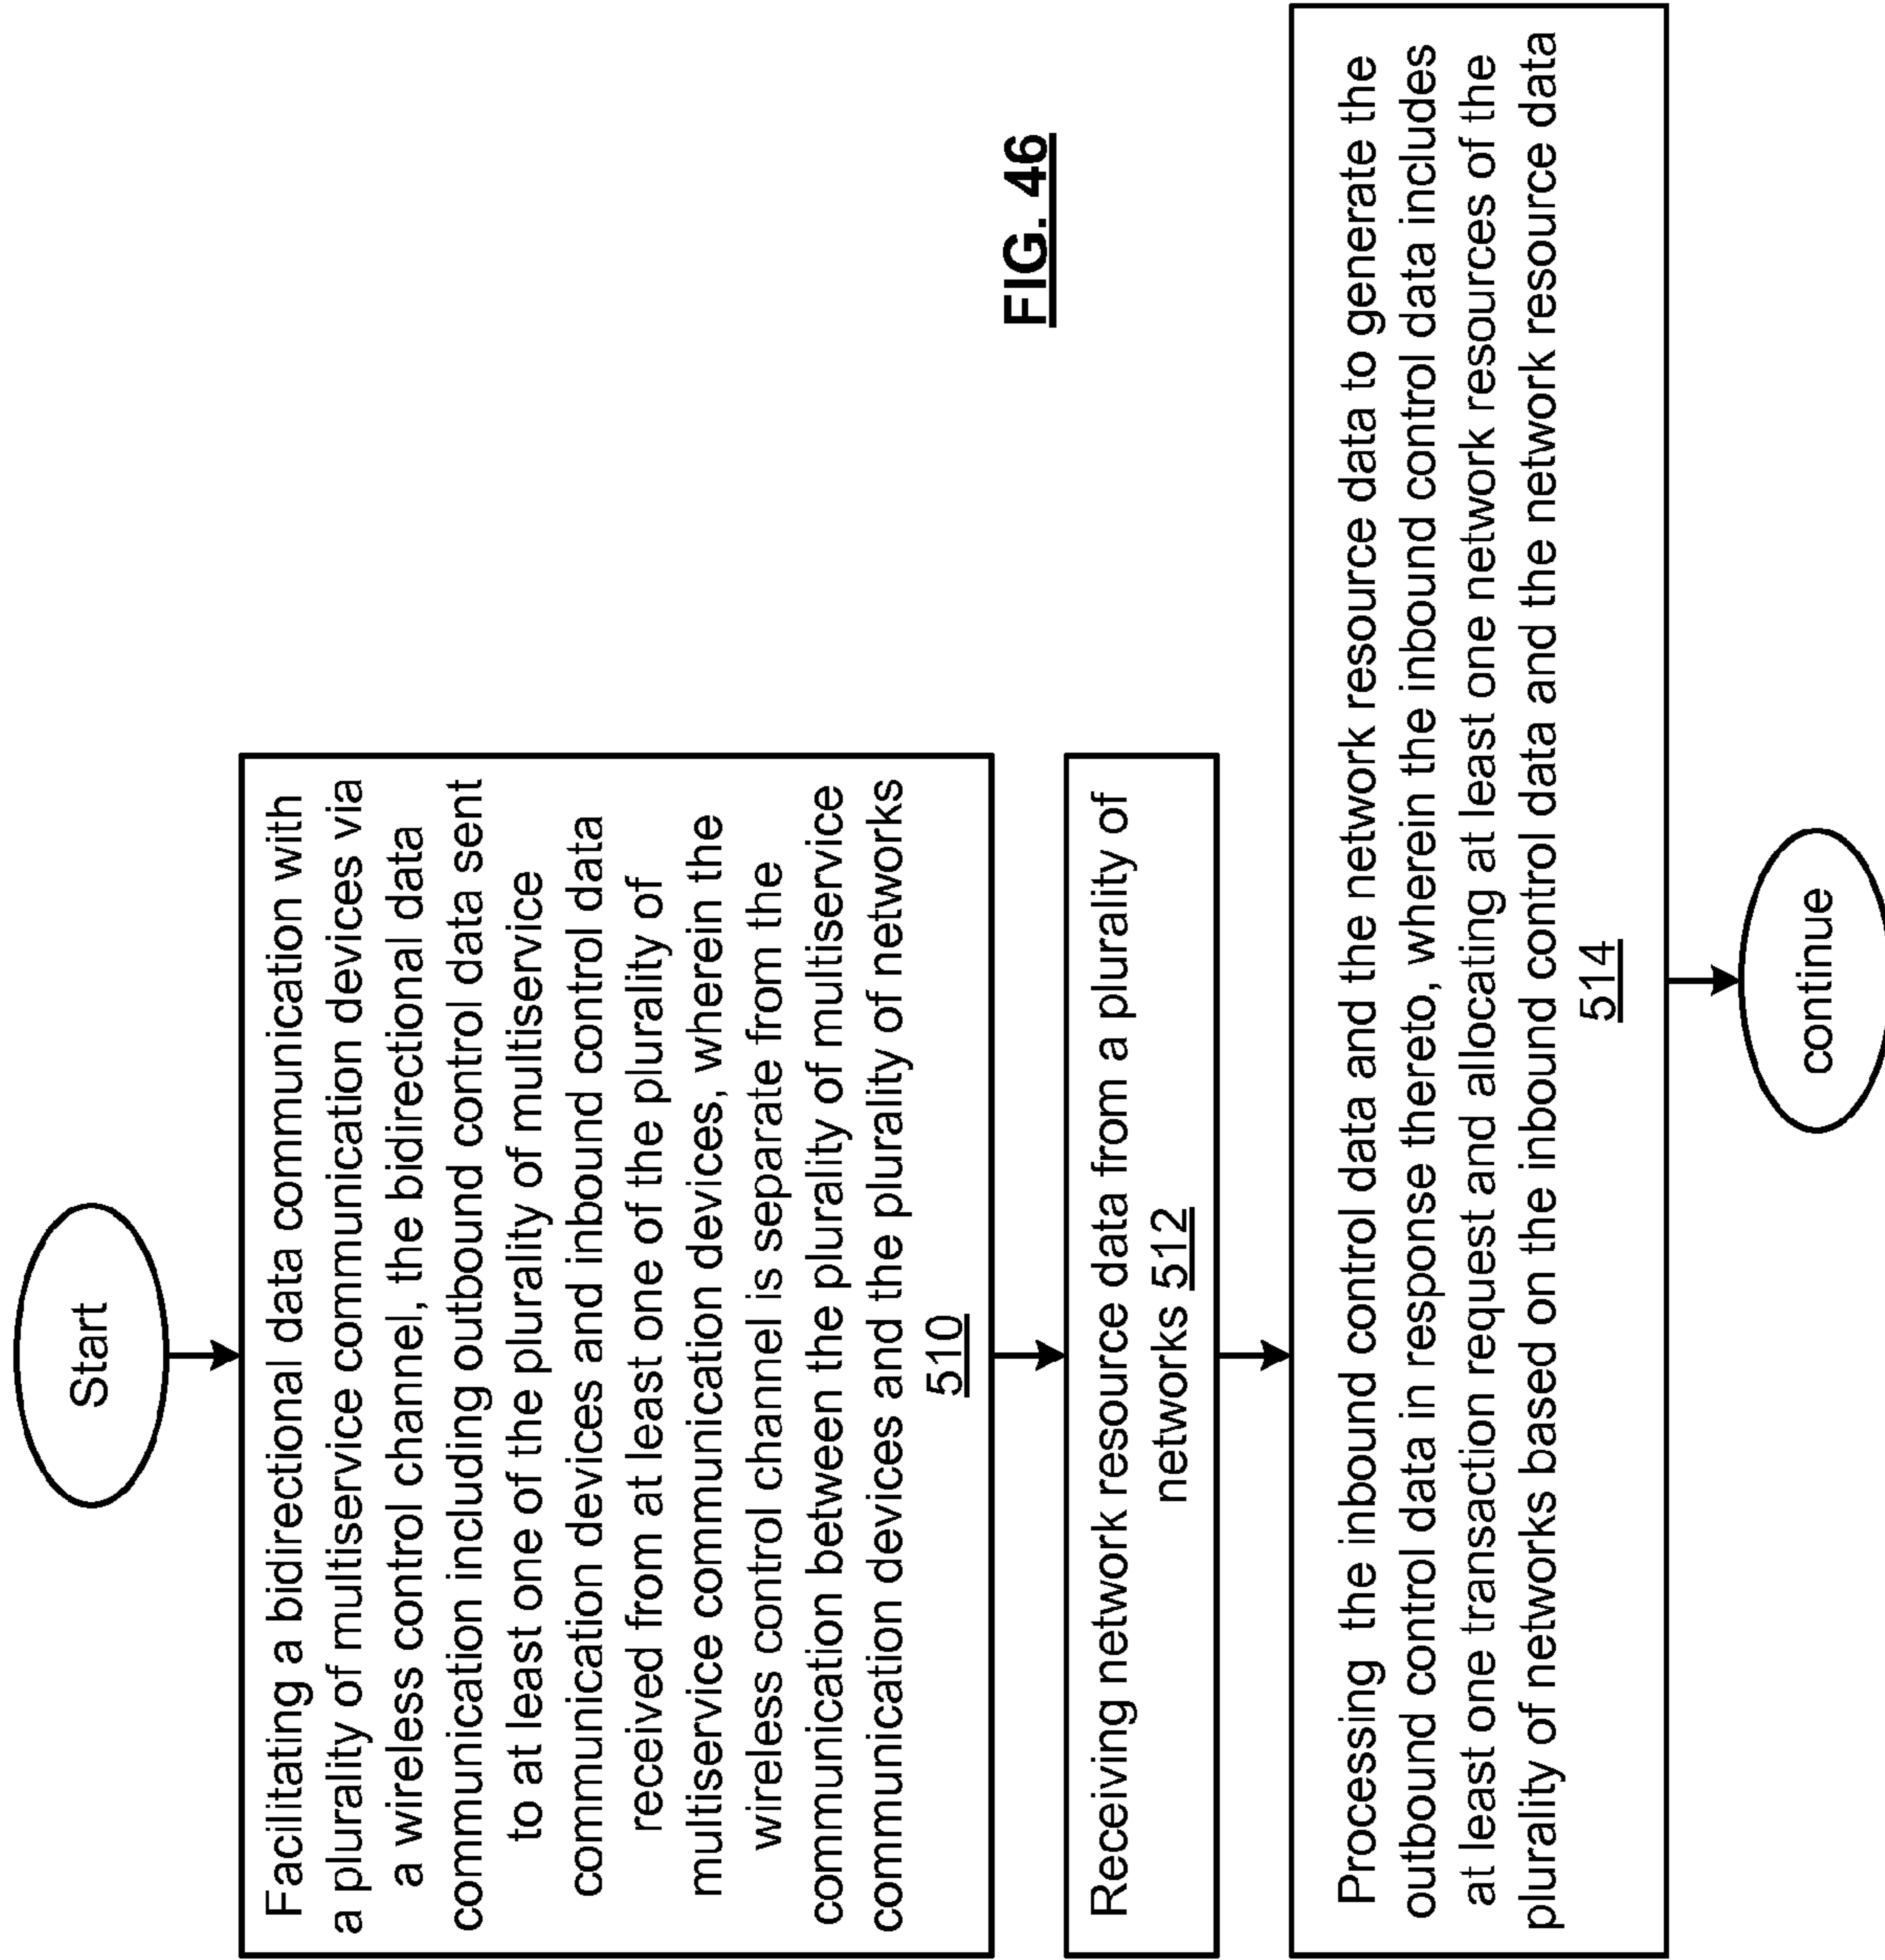 Start
Facilitating a bidirectional data communication with
a plurality of multiservice communication devices via
a wireless control channel, the bidirectional data
communication including outbound control data sent
to at least one of the plurality of multiservice
communication devices and inbound control data
received from at least one of the plurality of
multiservice communication devices, wherein the
wireless control channel is separate from the
communication between the plurality of multiservice
communication devices and the plurality of networks
510
Receiving network resource data from a plurality of
networks 512
Processing the inbound control data and the network resource data to generate the
outbound control data in response thereto, wherein the inbound control data includes
at least one transaction request and allocating at least one network resources of the
plurality of networks based on the inbound control data and the network resource data
514
continue
FIG. 46